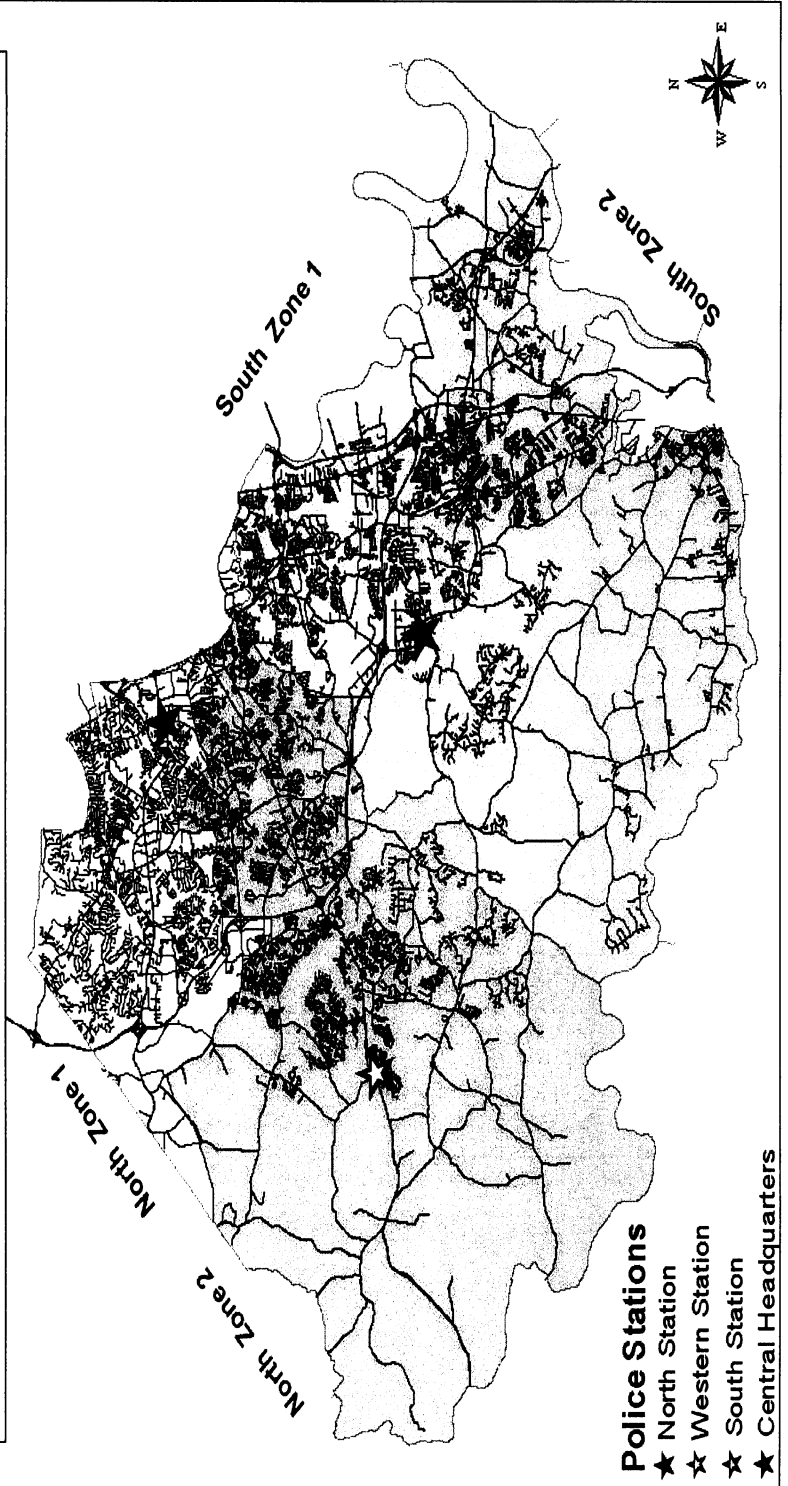 N
E
S
W
South Zone 1
South Zone 2
North Zone 1
North Zone 2
Police Stations
North Station
Western Station
South Station
Central Headquarters